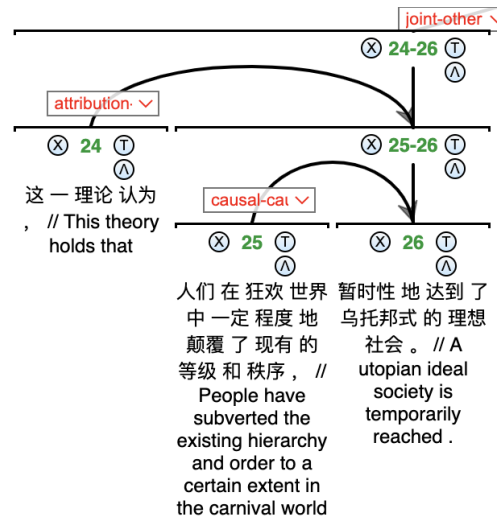 joint-other
X 24-26 T
Λ
attribution-
X 24 T
Λ
X 25-26 T
Λ
这 一 理论 认为
， // This theory
holds that
causal-cau
X 25 T
Λ
X 26 T
Λ
人们 在 狂欢 世界
中 一定 程度 地
颠覆 了 现有 的
等级 和 秩序 ， //
People have
subverted the
existing hierarchy
and order to a
certain extent in
the carnival world
暂时性 地 达到 了
乌托邦式 的 理想
社会 。 // A
utopian ideal
society is
temporarily
reached .